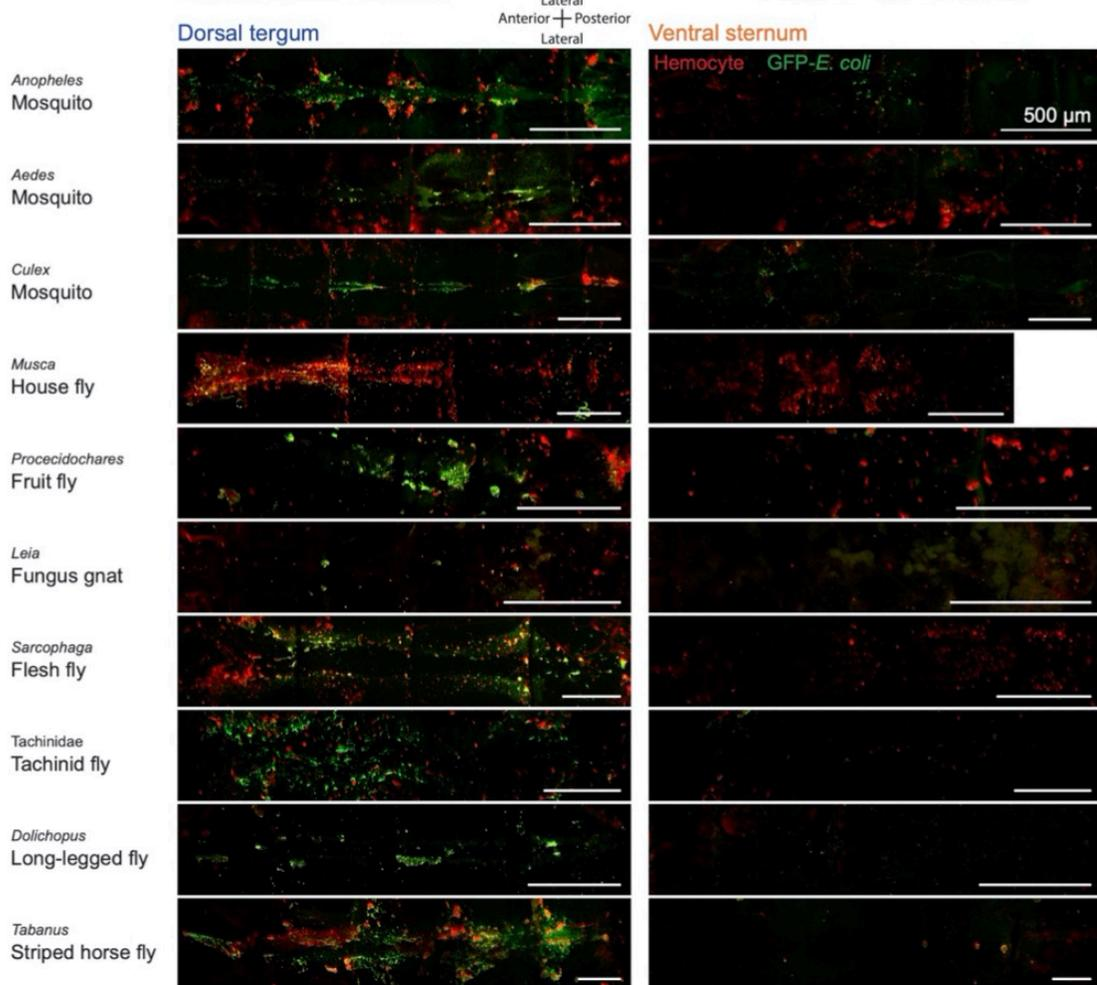 Lateral
Anterior Posterior
Lateral
Dorsal tergum
Ventral sternum
Hemocyte GFP-E. coli
500 µm
Anopheles
Mosquito
Aedes
Mosquito
Culex
Mosquito
Musca
House fly
Procecidochares
Fruit fly
Leia
Fungus gnat
Sarcophaga
Flesh fly
Tachinidae
Tachinid fly
Dolichopus
Long-legged fly
Tabanus
Striped horse fly